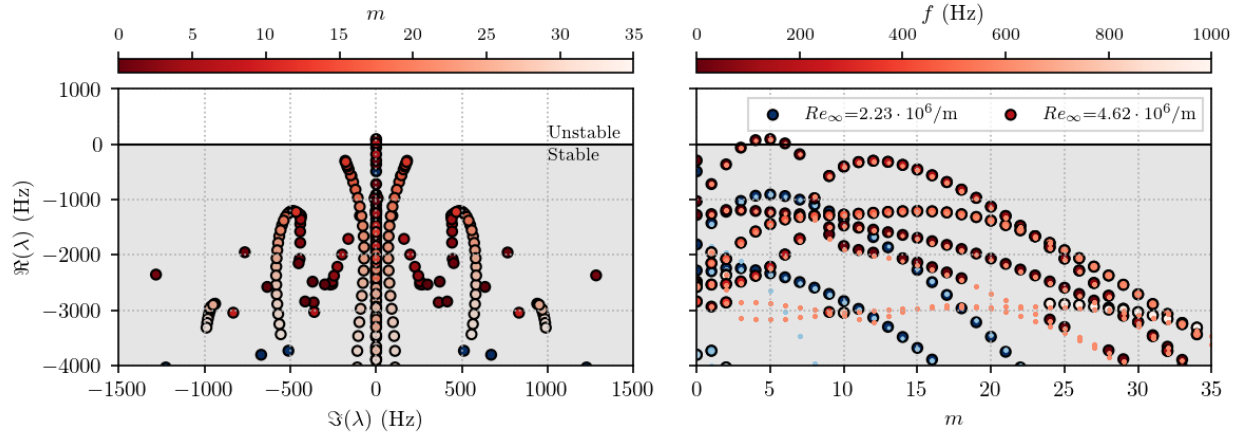 m
0 5 10 15 20 25 30 35
f (Hz)
0 200 400 600 800 1000
1000
0
−1000
−2000
−3000
−4000
ℜ(λ) (Hz)
Unstable
Stable
−1500 −1000 −500 0 500 1000 1500
ℑ(λ) (Hz)
Re∞=2.23 · 10⁶/m
Re∞=4.62 · 10⁶/m
0 5 10 15 20 25 30 35
m